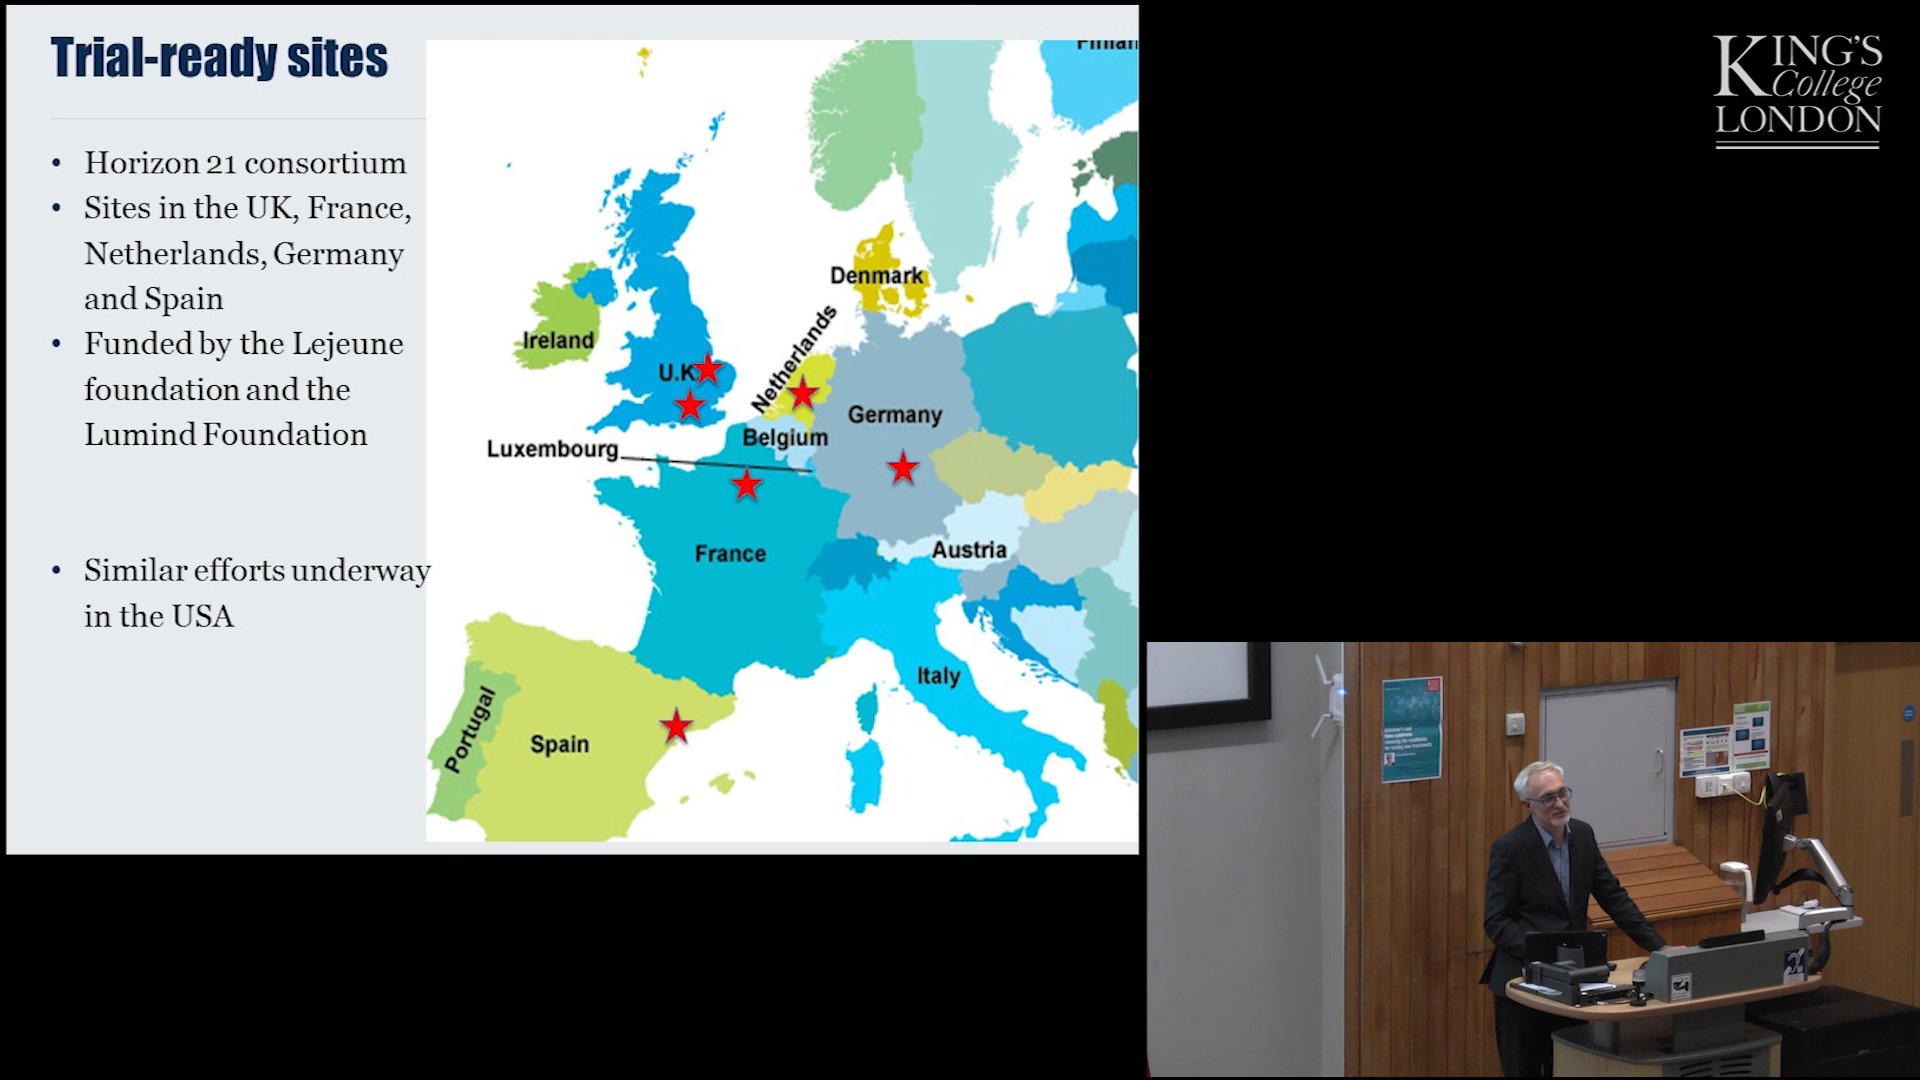 Trial-ready sites
• Horizon 21 consortium
• Sites in the UK, France,
Netherlands, Germany
and Spain
• Funded by the Lejeune
foundation and the
Lumind Foundation
• Similar efforts underway
in the USA
Finlan
Denmark
Ireland
U.K.
Netherlands
Germany
Belgium
Luxembourg
France
Austria
Italy
Portugal
Spain
KING'S
College
LONDON